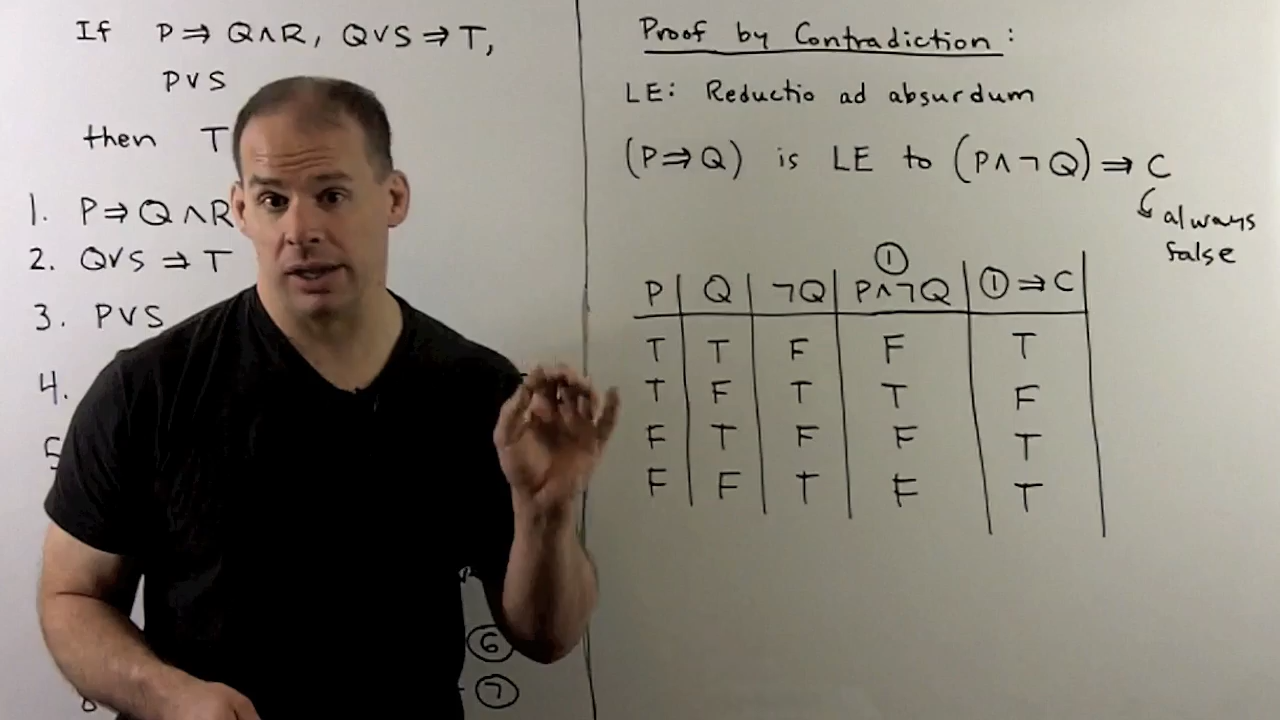 If P ⇒ Q∧R, Q∨S ⇒ T,
P∨S
then T
1. P ⇒ Q∧R
2. Q∨S ⇒ T
3. P∨S
4.
5
⑥
⑦
Proof by Contradiction:
LE: Reductio ad absurdum
(P⇒Q) is LE to (P∧¬Q) ⇒ C
always
false
①
P Q ¬Q P∧¬Q ①⇒C
T T F F T
T F T T F
F T F F T
F F T F T